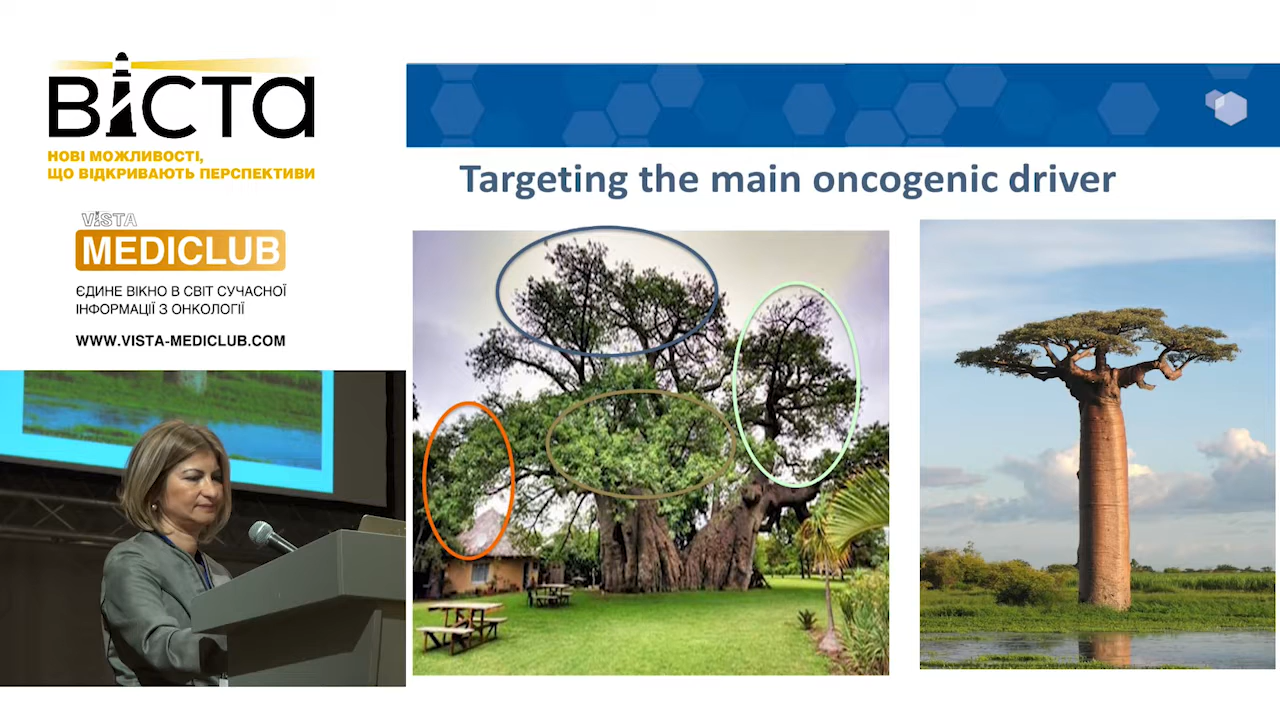 ВІСТА
НОВІ МОЖЛИВОСТІ,
ЩО ВІДКРИВАЮТЬ ПЕРСПЕКТИВИ
VISTA
MEDICLUB
ЄДИНЕ ВІКНО В СВІТ СУЧАСНОЇ
ІНФОРМАЦІЇ З ОНКОЛОГІЇ
WWW.VISTA-MEDICLUB.COM
Targeting the main oncogenic driver